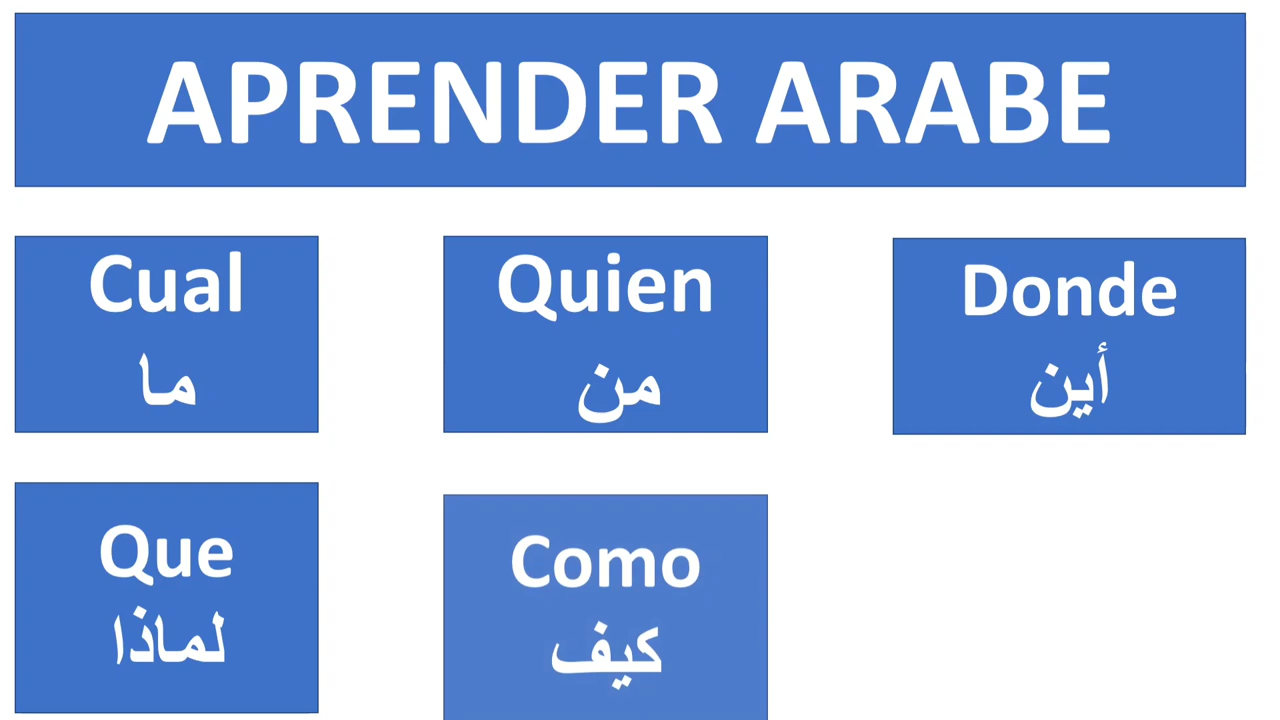 APRENDER ARABE
Cual
ما
Quien
من
Donde
أين
Que
لماذا
Como
كيف